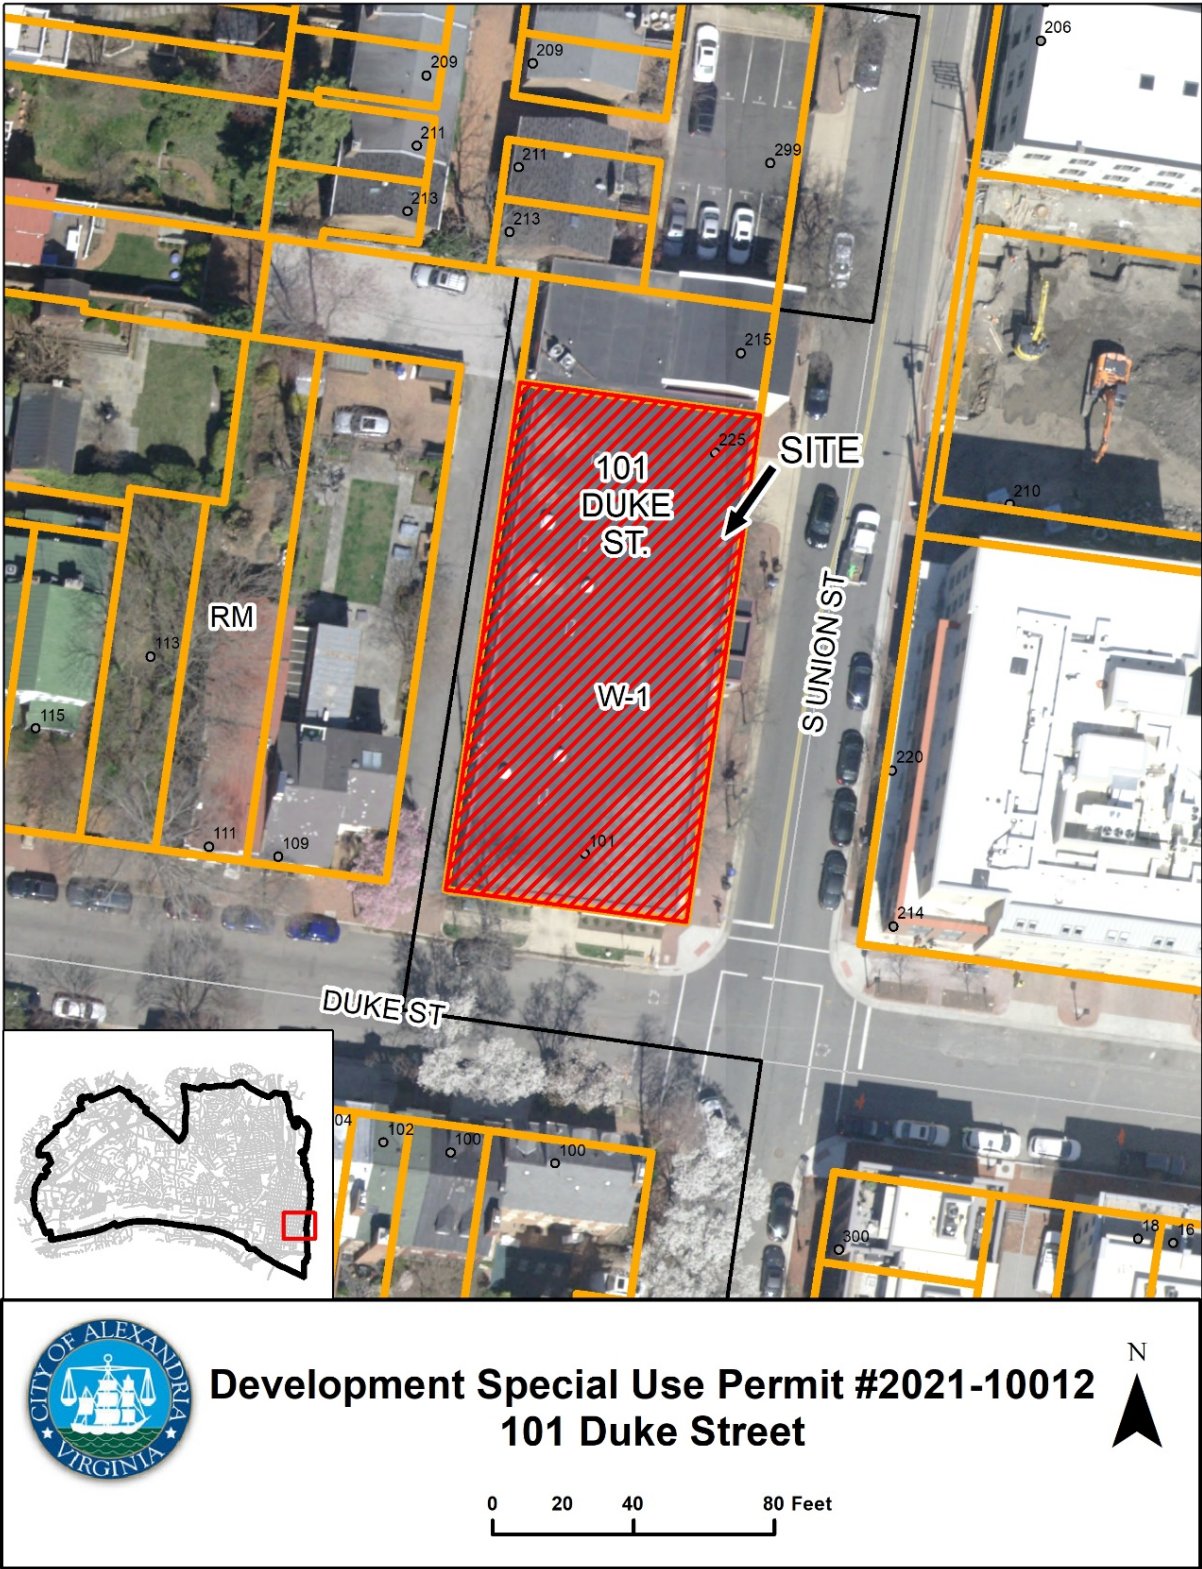 206
209
209
211
299
211
213
213
215
225
SITE
101
DUKE
ST.
210
RM
113
S UNION ST
W-1
115
220
111
109
101
214
DUKE ST
04
102
100
100
300
18
16
CITY OF ALEXANDRIA
VIRGINIA
Development Special Use Permit #2021-10012
101 Duke Street
N
0 20 40 80 Feet